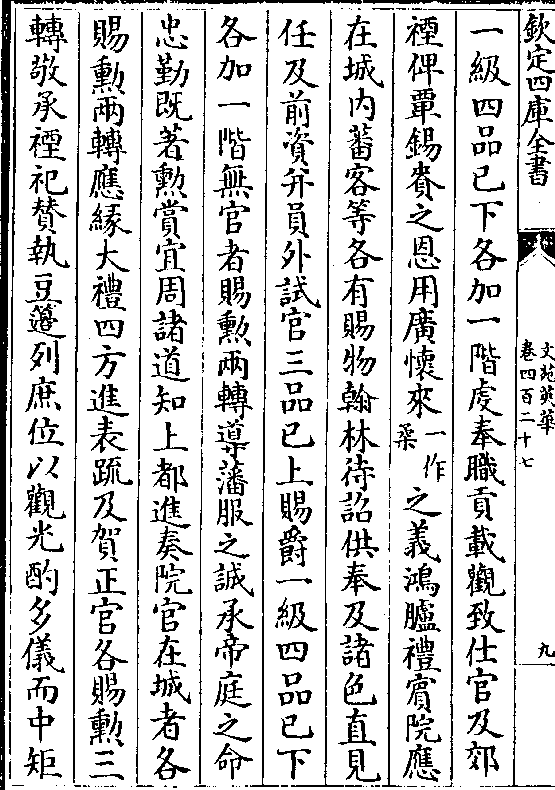 欽定四庫全書
文苑英華
卷四百二十七
九
一級四品已下各加一階虔奉職貢載觀致仕官及郊
禋俾覃錫賚之恩用廣懷來一作柔之義鴻臚禮賓院應
在城内蕃客等各有賜物翰林待詔供奉及諸色直見
任及前資并員外試官三品已上賜爵一級四品已下
各加一階無官者賜勲兩轉導藩服之誠承帝庭之命
忠勤既著勲賞宜周諸道知上都進奏院官在城者各
賜勲兩轉應緣大禮四方進表疏及賀正官各賜勲三
轉敬承禋祀賛執豆籩列庶位以觀光酌多儀而中矩